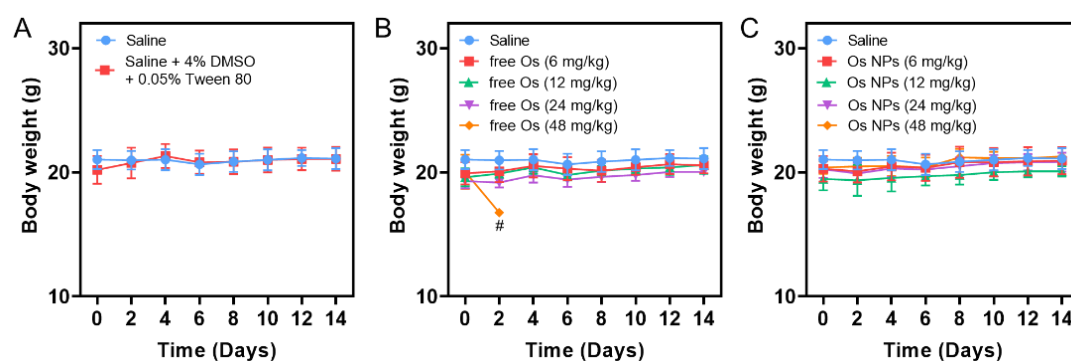 A
Body weight (g)
30
20
10
Saline
Saline + 4% DMSO
+ 0.05% Tween 80
0 2 4 6 8 10 12 14
Time (Days)
B
Body weight (g)
30
20
10
Saline
free Os (6 mg/kg)
free Os (12 mg/kg)
free Os (24 mg/kg)
free Os (48 mg/kg)
#
0 2 4 6 8 10 12 14
Time (Days)
C
Body weight (g)
30
20
10
Saline
Os NPs (6 mg/kg)
Os NPs (12 mg/kg)
Os NPs (24 mg/kg)
Os NPs (48 mg/kg)
0 2 4 6 8 10 12 14
Time (Days)